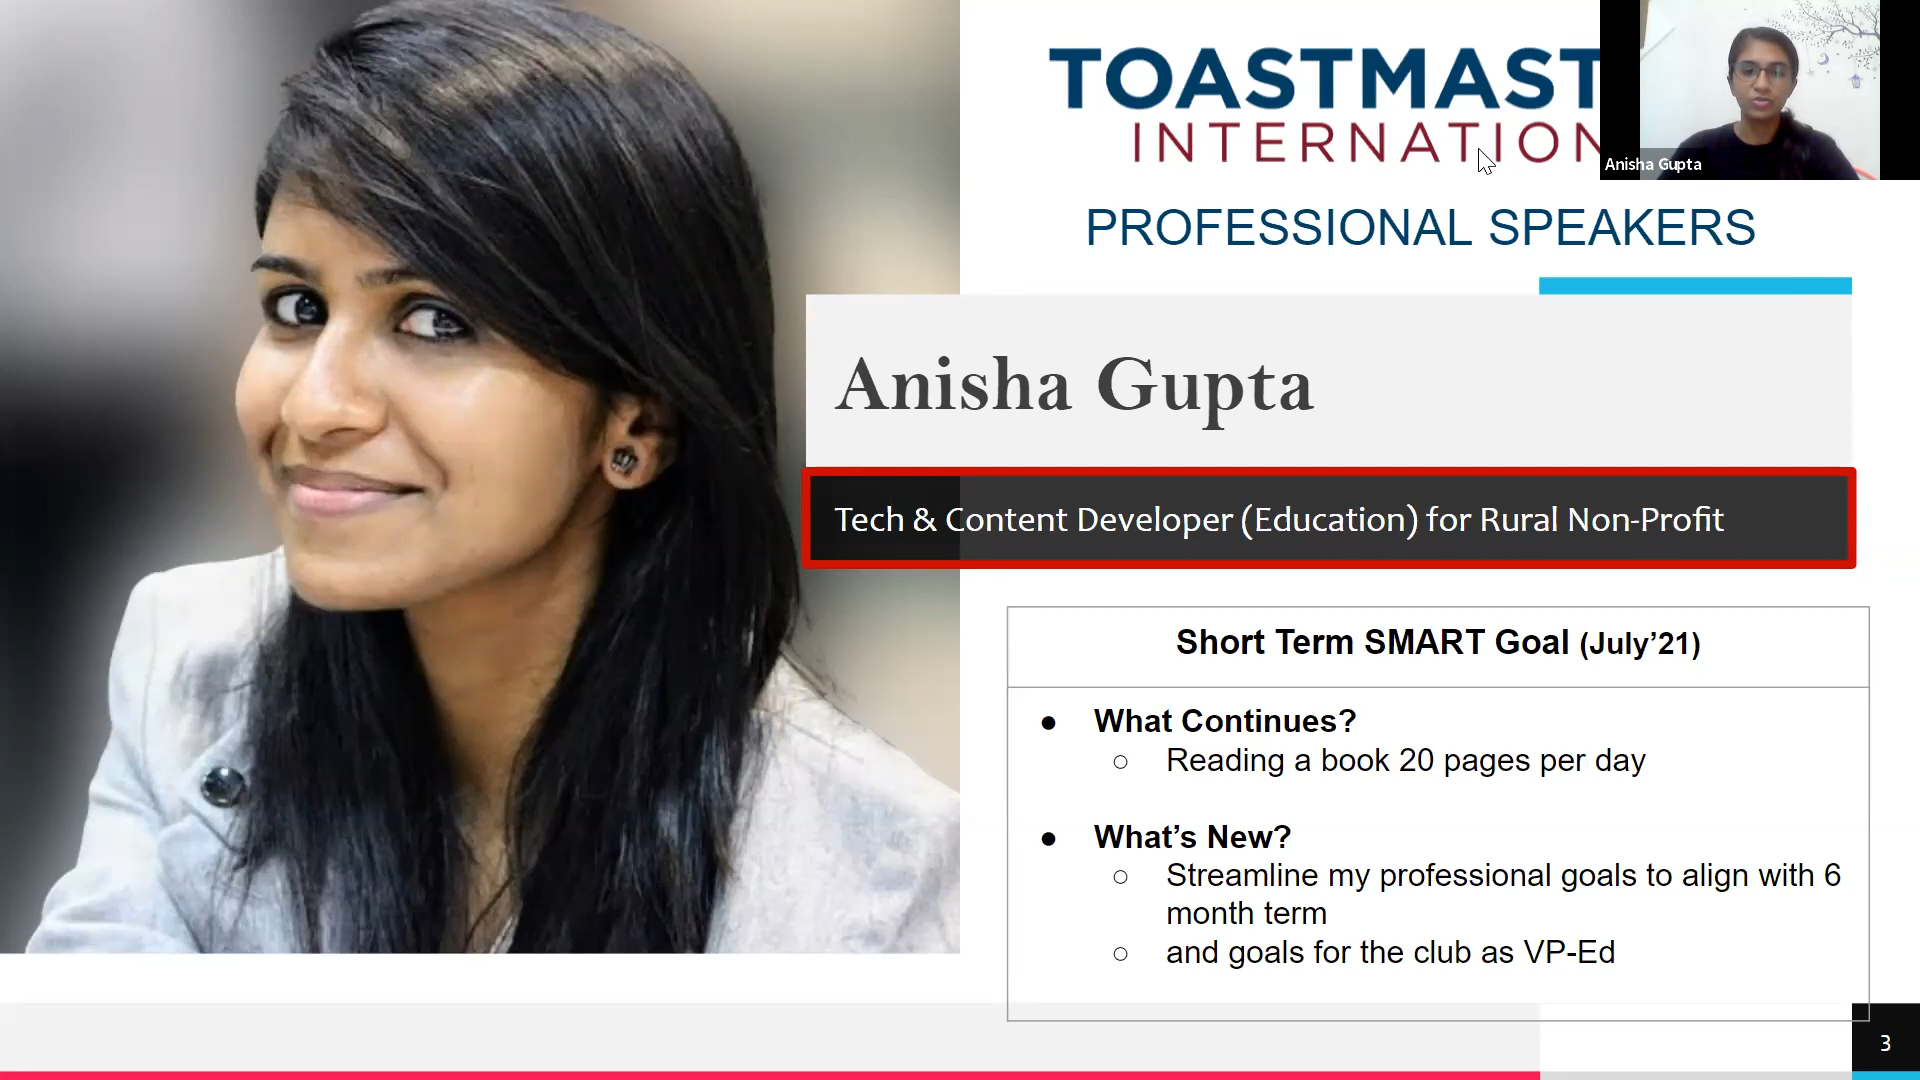 TOASTMAST
INTERNATION
Anisha Gupta
PROFESSIONAL SPEAKERS
Anisha Gupta
Tech & Content Developer (Education) for Rural Non-Profit
Short Term SMART Goal (July’21)
● What Continues?
○ Reading a book 20 pages per day
● What’s New?
○ Streamline my professional goals to align with 6
month term
○ and goals for the club as VP-Ed
3